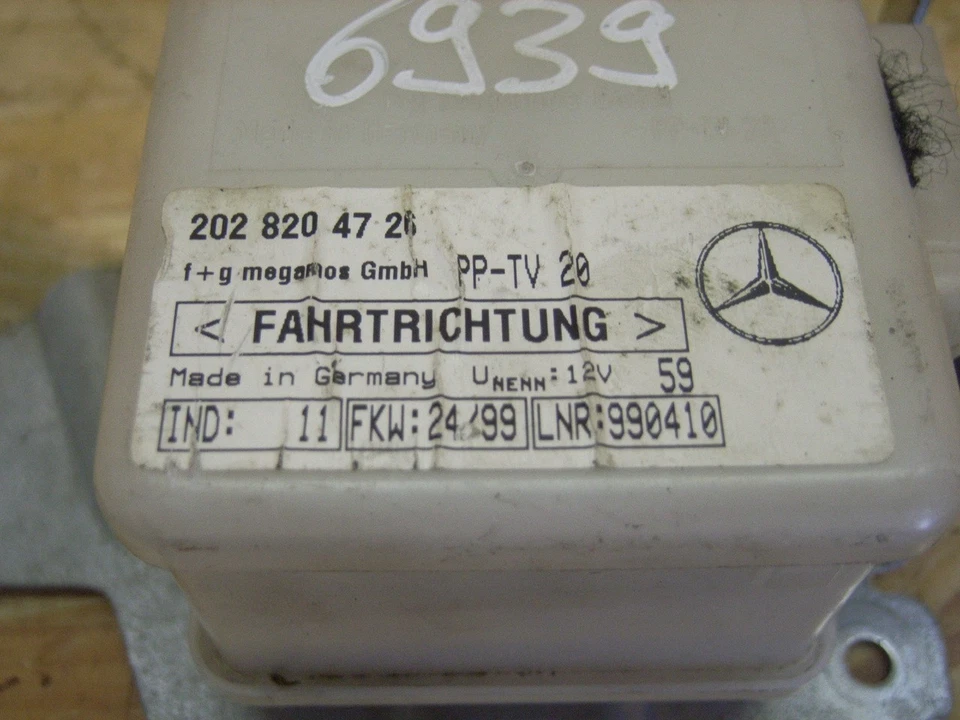 6939
202 820 47 26
f+g megamos GmbH PP-TV 20
< FAHRTRICHTUNG >
Made in Germany UNENN:12V 59
IND: 11 FKW:24/99 LNR:990410